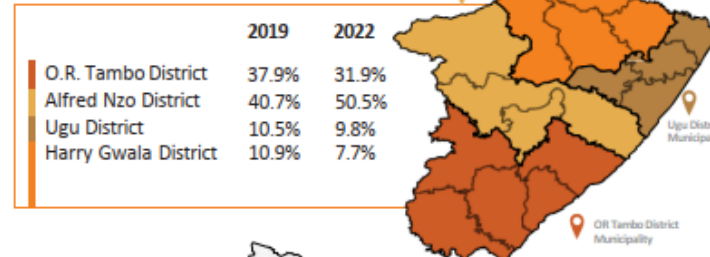 2019 2022
O.R. Tambo District 37.9% 31.9%
Alfred Nzo District 40.7% 50.5%
Ugu District 10.5% 9.8%
Harry Gwala District 10.9% 7.7%
Ugu Distr
Municipa
OR Tambo District
Municipality